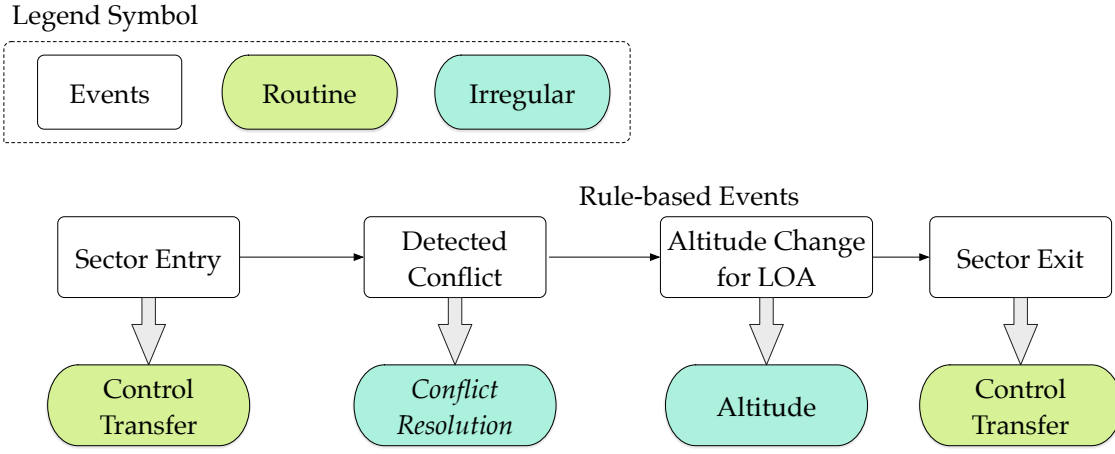 Legend Symbol
Events
Routine
Irregular
Rule-based Events
Sector Entry
Detected
Conflict
Altitude Change
for LOA
Sector Exit
Control
Transfer
Conflict
Resolution
Altitude
Control
Transfer